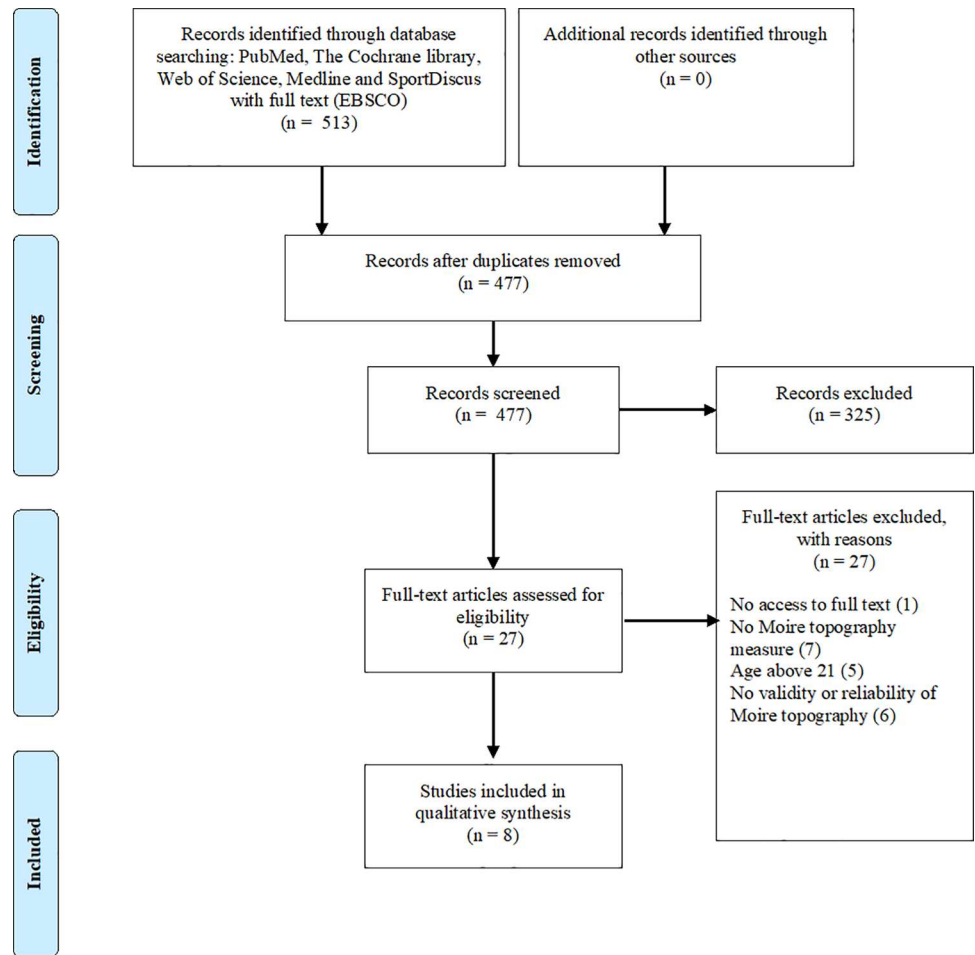 Identification
Records identified through database
searching: PubMed, The Cochrane library,
Web of Science, Medline and SportDiscus
with full text (EBSCO)
(n = 513)
Additional records identified through
other sources
(n = 0)
Screening
Records after duplicates removed
(n = 477)
Records screened
(n = 477)
Records excluded
(n = 325)
Eligibility
Full-text articles assessed for
eligibility
(n = 27)
Full-text articles excluded,
with reasons
(n = 27)
No access to full text (1)
No Moire topography
measure (7)
Age above 21 (5)
No validity or reliability of
Moire topography (6)
Included
Studies included in
qualitative synthesis
(n = 8)